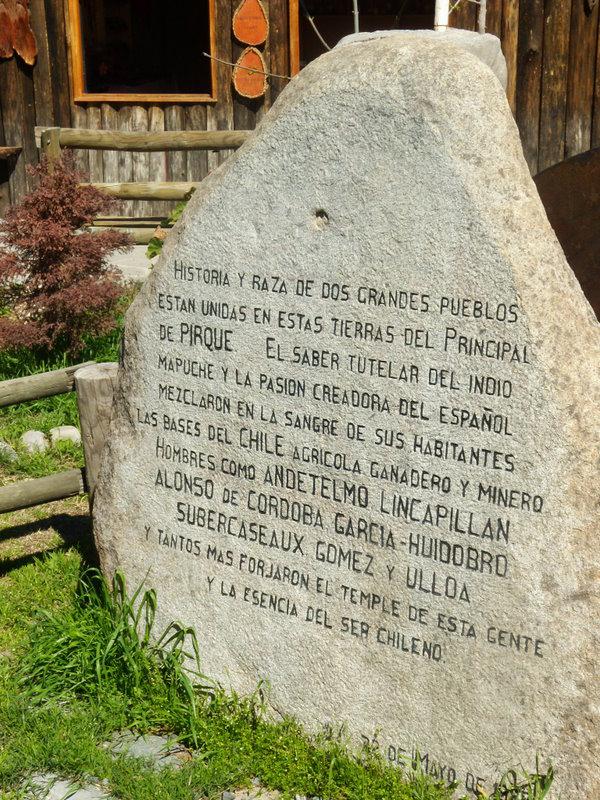 HISTORIA Y RAZA DE DOS GRANDES PUEBLOS
ESTAN UNIDAS EN ESTAS TIERRAS DEL PRINCIPAL
DE PIRQUE EL SABER TUTELAR DEL INDIO
MAPUCHE Y LA PASION CREADORA DEL ESPAÑOL
MEZCLARON EN LA SANGRE DE SUS HABITANTES
LAS BASES DEL CHILE AGRICOLA GANADERO Y MINERO
HOMBRES COMO ANDETELMO LINCAPILLAN
ALONSO DE CORDOBA GARCIA-HUIDOBRO
SUBERCASEAUX GOMEZ Y ULLOA
Y TANTOS MAS FORJARON EL TEMPLE DE ESTA GENTE
Y LA ESENCIA DEL SER CHILENO
DE MAYO DE